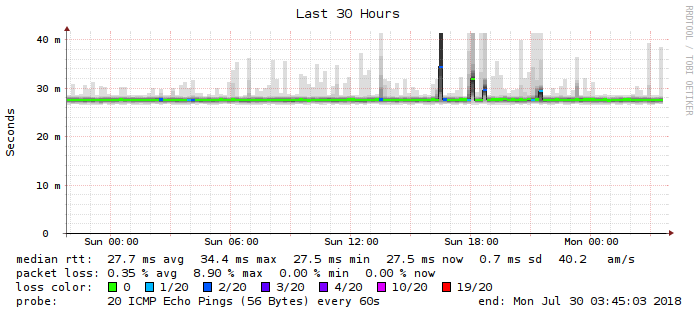 Last 30 Hours
RRDTOOL / TOBI OETIKER
Seconds
40 m
30 m
20 m
10 m
0
Sun 00:00 Sun 06:00 Sun 12:00 Sun 18:00 Mon 00:00
median rtt: 27.7 ms avg 34.4 ms max 27.5 ms min 27.5 ms now 0.7 ms sd 40.2 am/s
packet loss: 0.35 % avg 8.90 % max 0.00 % min 0.00 % now
loss color: 0 1/20 2/20 3/20 4/20 10/20 19/20
probe: 20 ICMP Echo Pings (56 Bytes) every 60s end: Mon Jul 30 03:45:03 2018